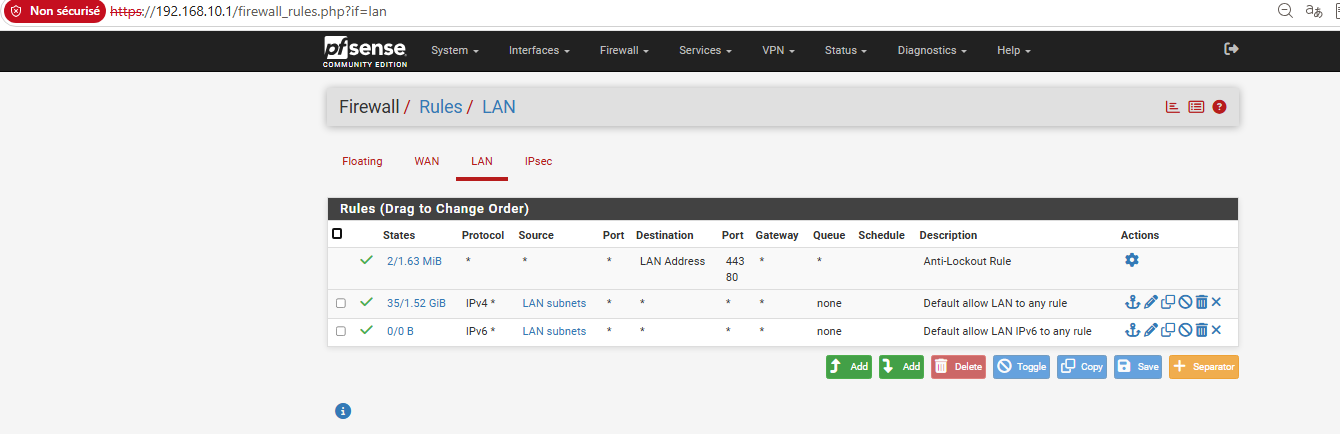 Non sécurisé https://192.168.10.1/firewall_rules.php?if=lan
pfsense COMMUNITY EDITION System Interfaces Firewall Services VPN Status Diagnostics Help
Firewall / Rules / LAN
Floating WAN LAN IPsec
Rules (Drag to Change Order)
States Protocol Source Port Destination Port Gateway Queue Schedule Description Actions
2/1.63 MiB * * * LAN Address 443 * * Anti-Lockout Rule
80
35/1.52 GiB IPv4 * LAN subnets * * * * none Default allow LAN to any rule
0/0 B IPv6 * LAN subnets * * * * none Default allow LAN IPv6 to any rule
Add Add Delete Toggle Copy Save Separator